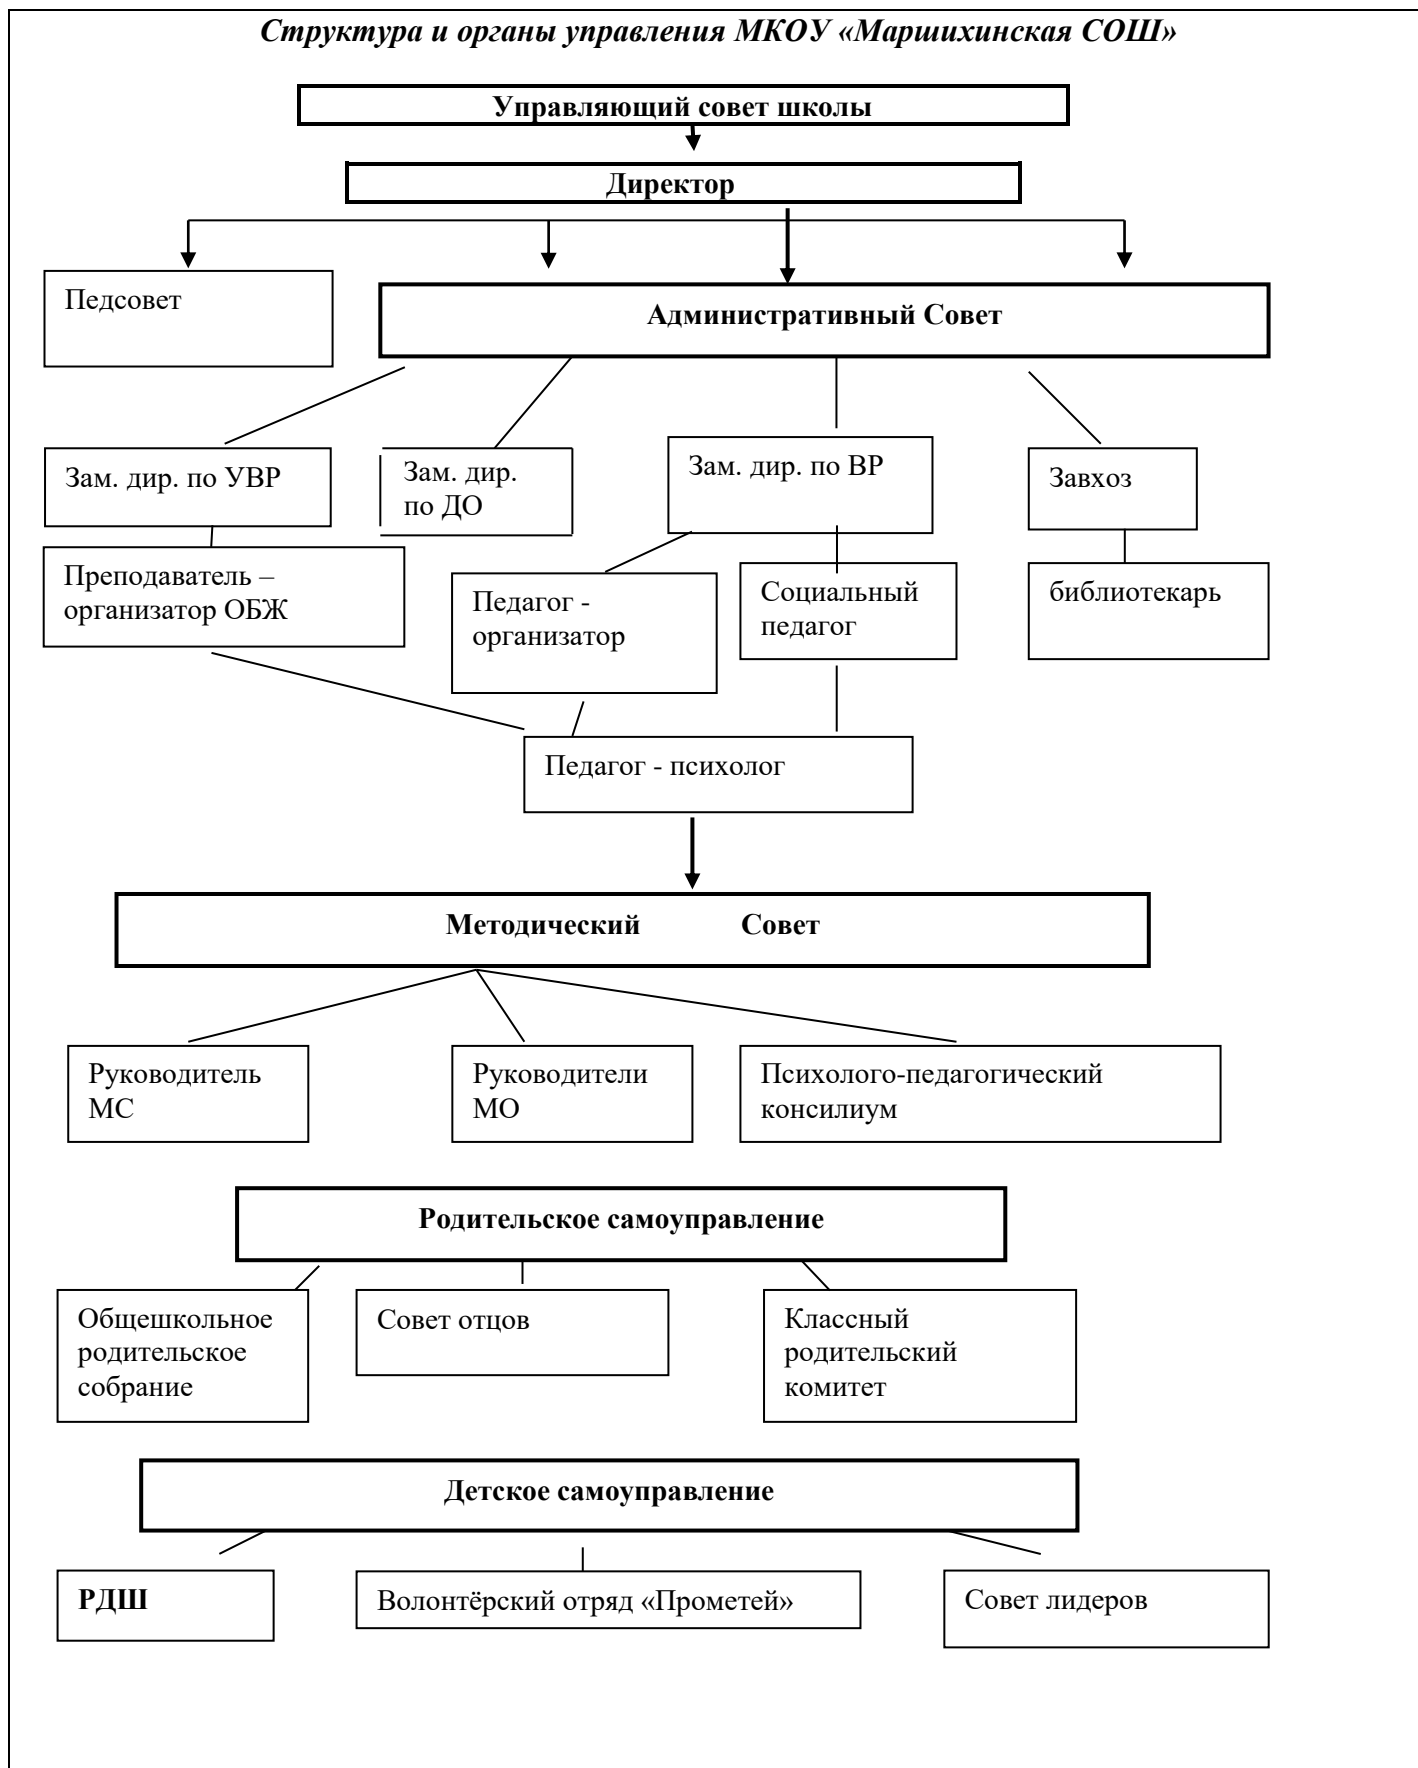 Структура и органы управления МКОУ «Маршихинская СОШ»
Управляющий совет школы
Директор
Педсовет
Административный Совет
Зам. дир. по УВР
Зам. дир.
по ДО
Зам. дир. по ВР
Завхоз
Преподаватель –
организатор ОБЖ
Педагог -
организатор
Социальный
педагог
библиотекарь
Педагог - психолог
Методический Совет
Руководитель
МС
Руководители
МО
Психолого-педагогический
консилиум
Родительское самоуправление
Общешкольное
родительское
собрание
Совет отцов
Классный
родительский
комитет
Детское самоуправление
РДШ
Волонтёрский отряд «Прометей»
Совет лидеров